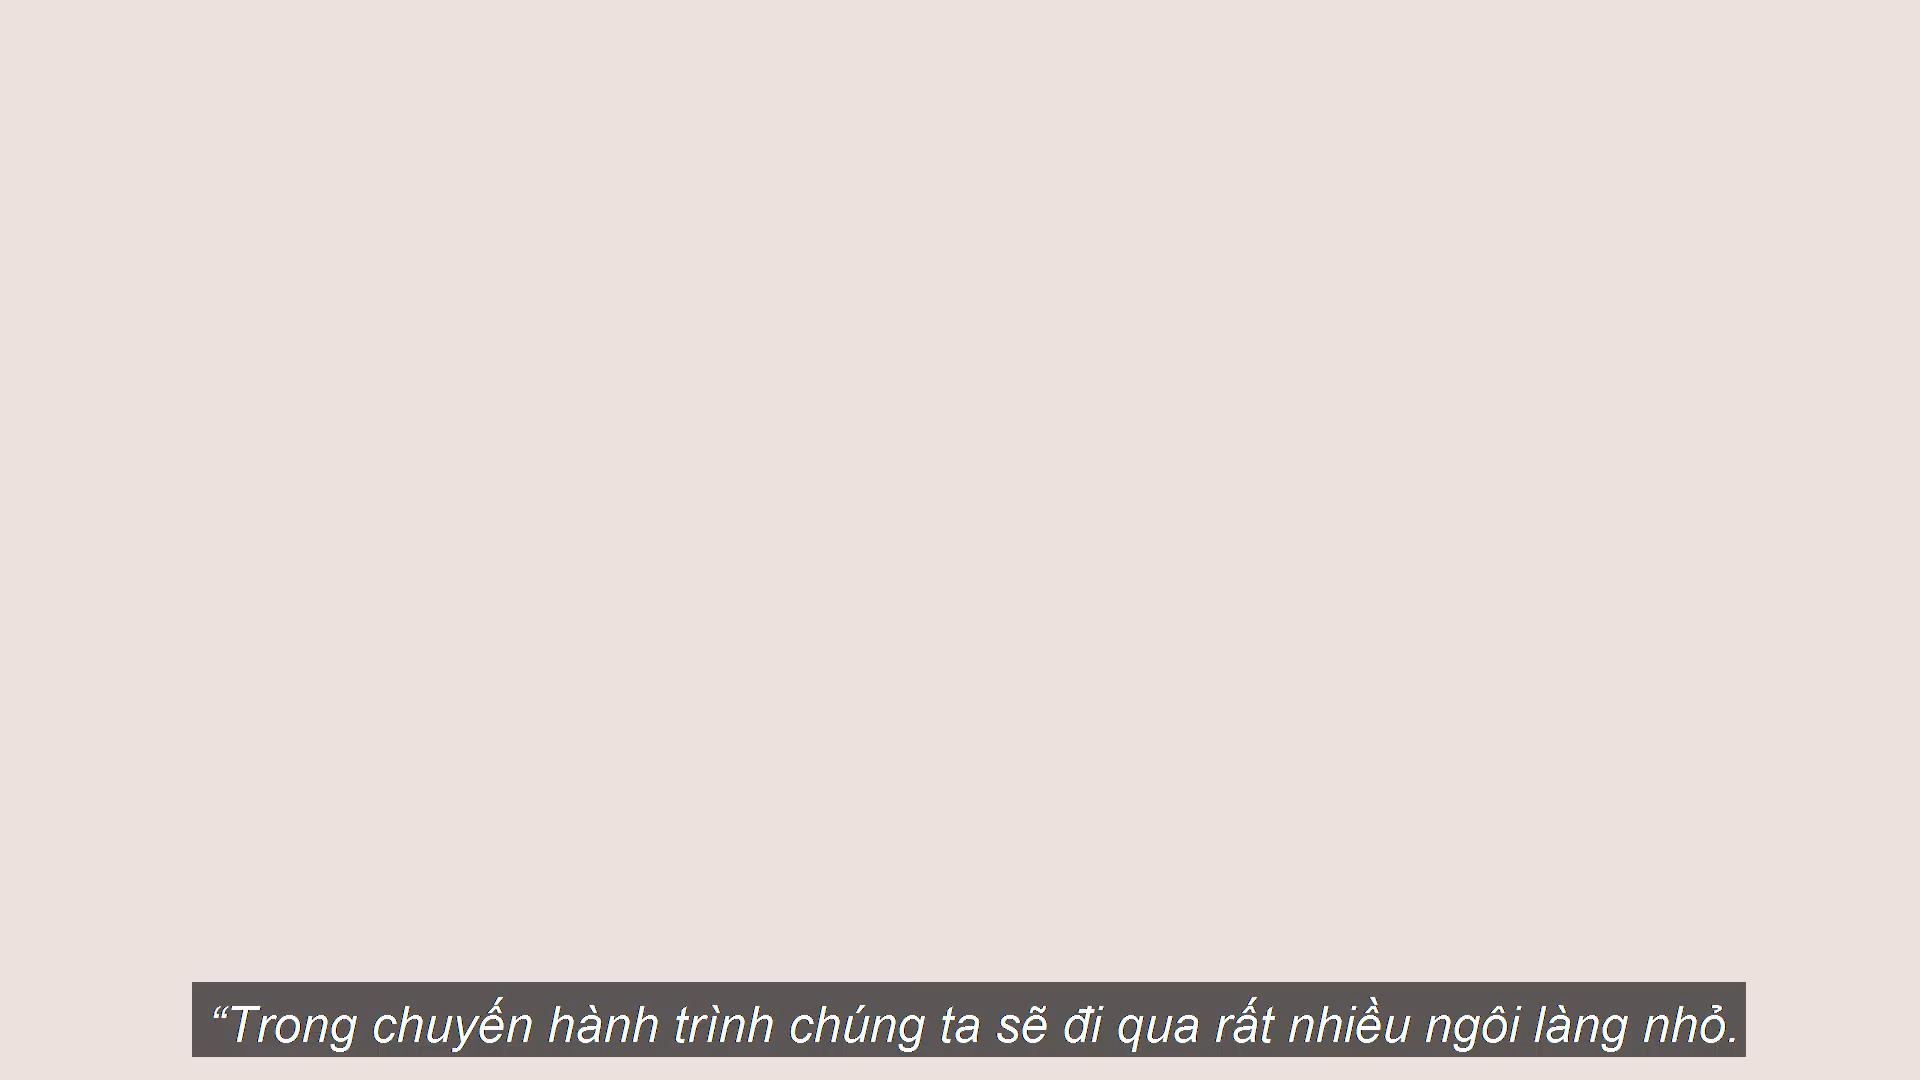 “Trong chuyến hành trình chúng ta sẽ đi qua rất nhiều ngôi làng nhỏ.